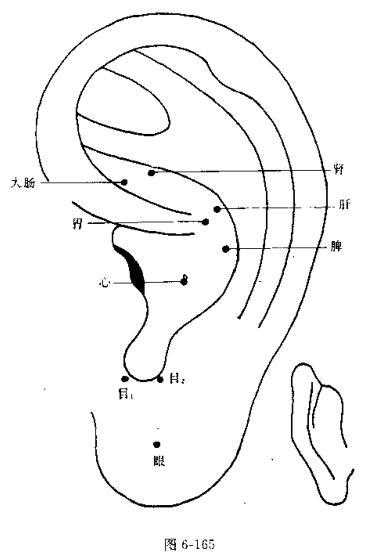 肾
大肠
肝
胃
脾
心
目₁
目₂
眼
图 6-165